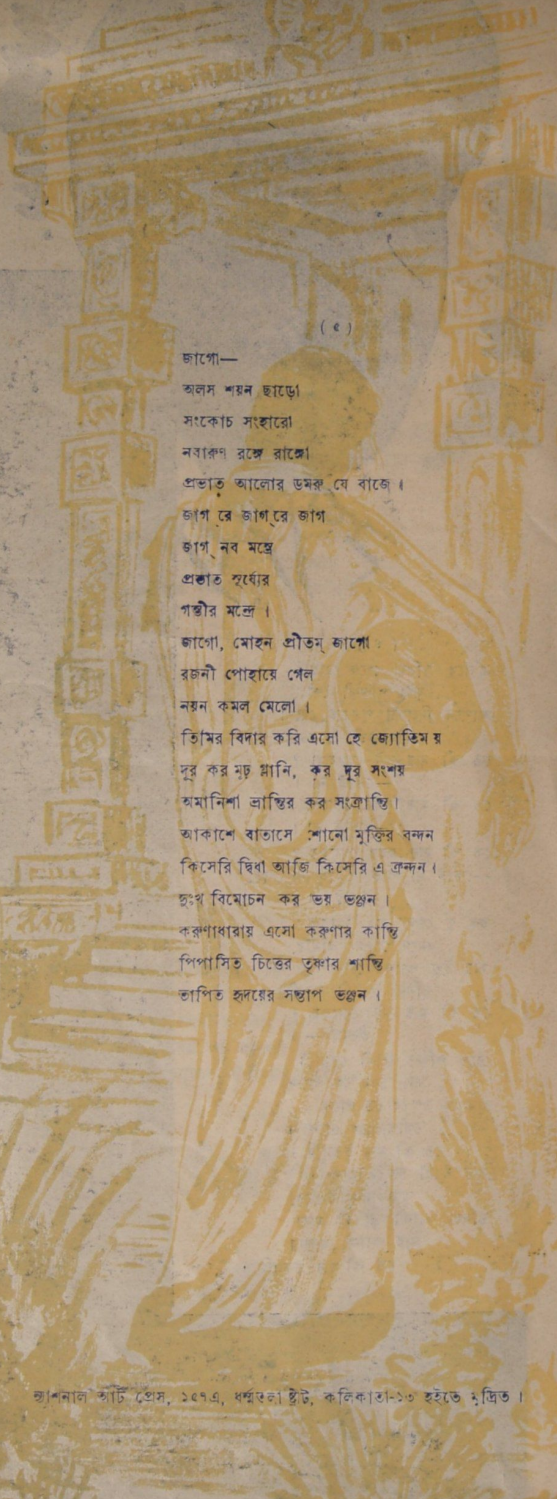 ( ৫ )
জাগো—
অলস শয়ন ছাড়ো
সংকোচ সংহারো
নবারুণ রঙ্গে রাঙ্গো
প্রভাত আলোর ডমরু যে বাজে।
জাগ্ রে জাগ্ রে জাগ
জাগ্ নব মন্ত্রে
প্রভাত সূর্য্যের
গম্ভীর মন্দ্রে।
জাগো, মোহন প্রীতম্ জাগো
রজনী পোহায়ে গেল
নয়ন কমল মেলো।
তিমির বিদার করি এসো হে জ্যোতিময়
দূর কর মূঢ় গ্লানি, কর দূর সংশয়
অমানিশা ভ্রান্তির কর সংক্রান্তি।
আকাশে বাতাসে শোনো মুক্তির বন্দন
কিসেরি দ্বিধা আজি কিসেরি এ ক্রন্দন।
দুঃখ বিমোচন কর ভয় ভঞ্জন।
করুণাধারায় এসো করুণার কান্তি
পিপাসিত চিত্তের তৃষ্ণার শান্তি
তাপিত হৃদয়ের সন্তাপ ভঞ্জন।
ন্যাশনাল আর্ট প্রেস, ১৫৭এ, ধর্ম্মতলা ষ্ট্রীট, কলিকাতা-১৩ হইতে মুদ্রিত।